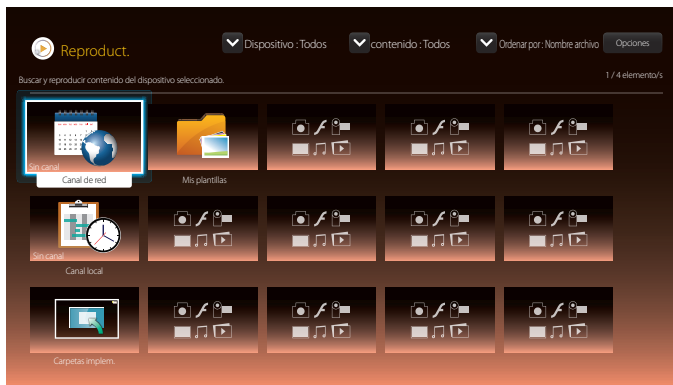 Reproduct.
Dispositivo : Todos
contenido : Todos
Ordenar por : Nombre archivo
Opciones
Buscar y reproducir contenido del dispositivo seleccionado.
1 / 4 elemento/s
Sin canal
Canal de red
Mis plantillas
Sin canal
Canal local
Carpetas implem.